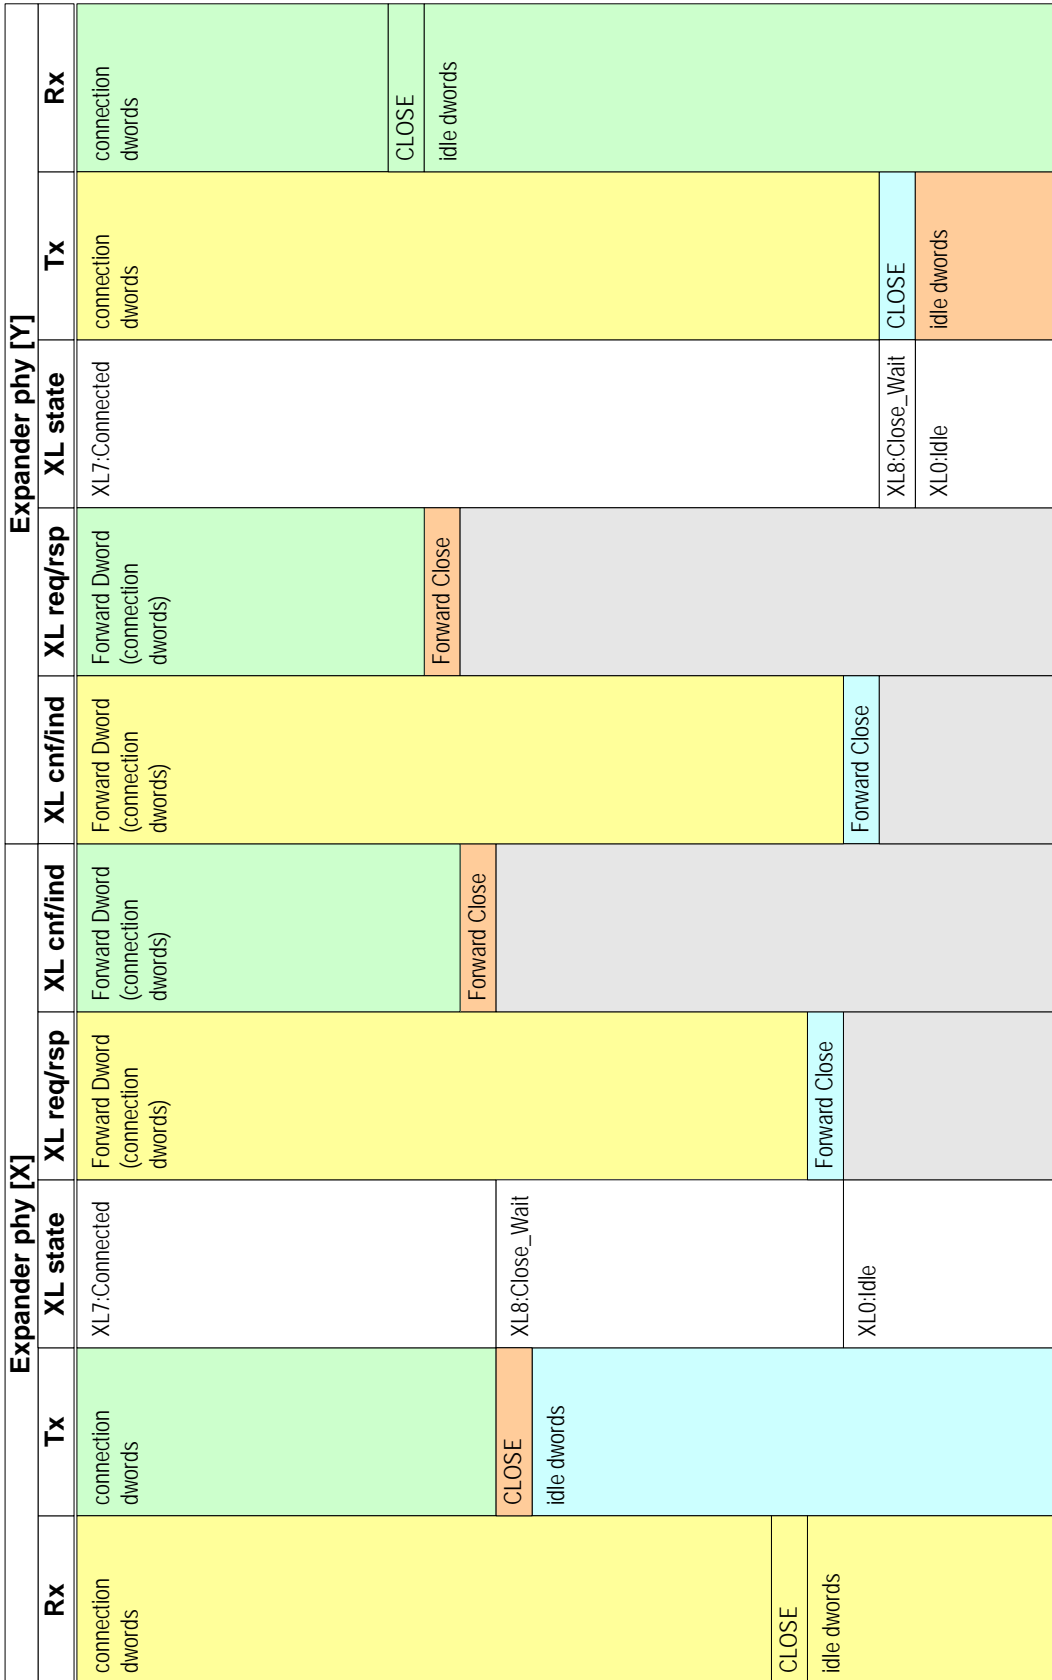 Expander phy [X]
Expander phy [Y]
Rx
Tx
XL state
XL req/rsp
XL cnf/ind
XL cnf/ind
XL req/rsp
XL state
Tx
Rx
connection
dwords
CLOSE
idle dwords
connection
dwords
CLOSE
idle dwords
XL7:Connected
XL8:Close_Wait
XL0:Idle
Forward Dword
(connection
dwords)
Forward Close
Forward Dword
(connection
dwords)
Forward Close
Forward Dword
(connection
dwords)
Forward Close
Forward Dword
(connection
dwords)
Forward Close
XL7:Connected
XL8:Close_Wait
XL0:Idle
connection
dwords
CLOSE
idle dwords
connection
dwords
CLOSE
idle dwords